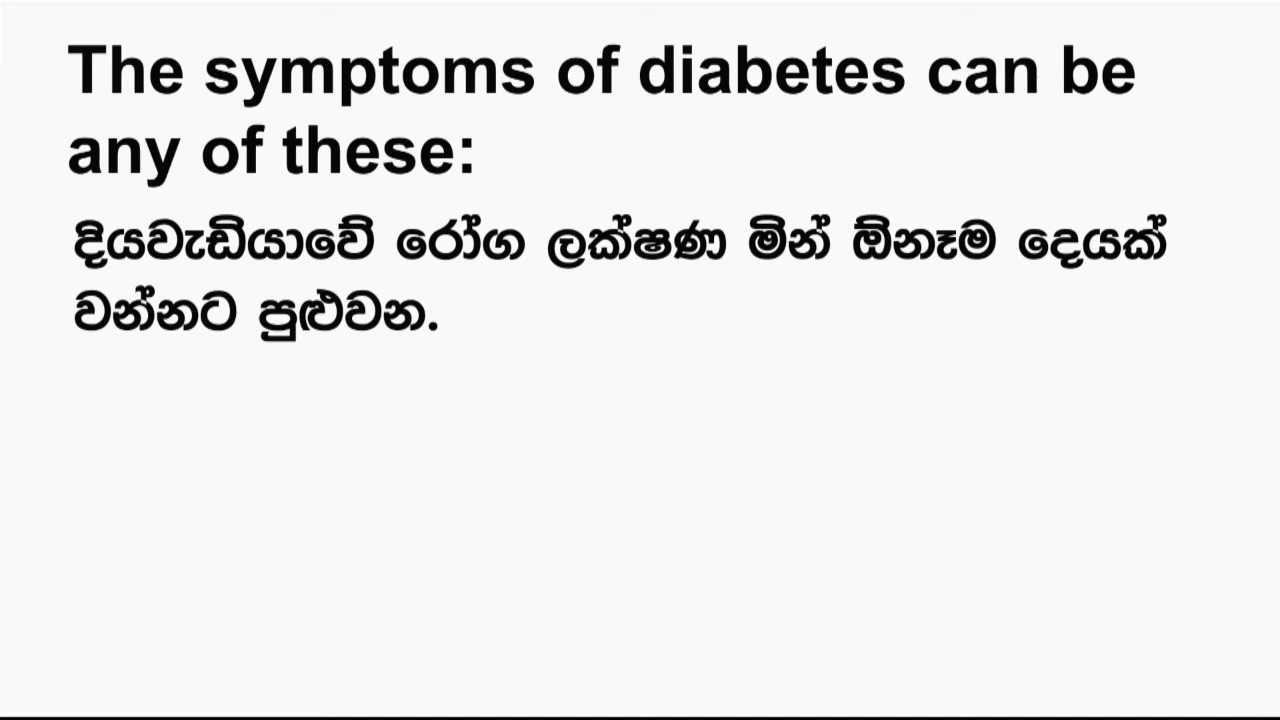 The symptoms of diabetes can be
any of these:
දියවැඩියාවේ රෝග ලක්ෂණ මින් ඕනෑම දෙයක්
වන්නට පුළුවන.